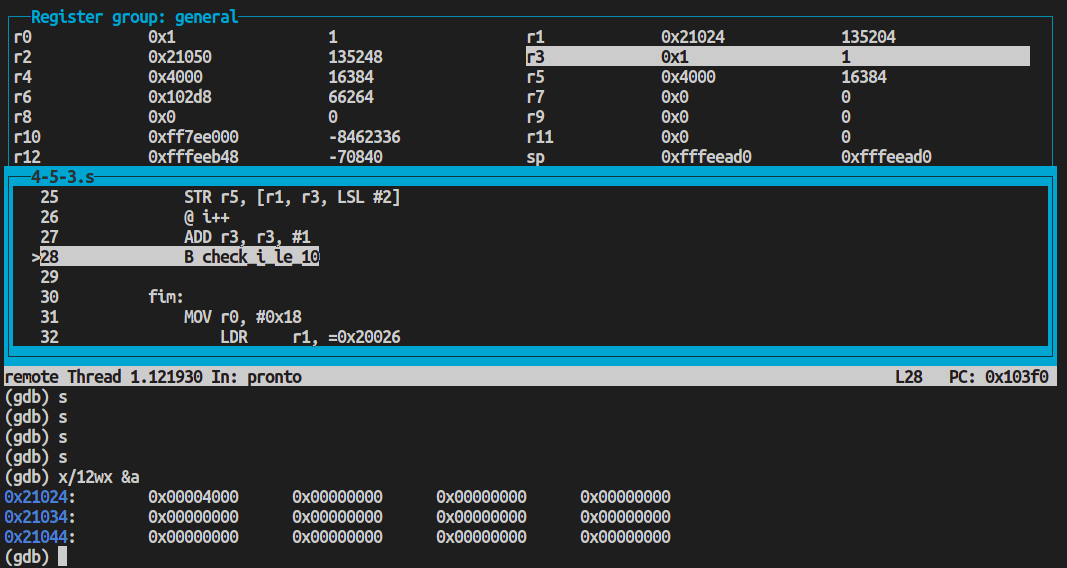 Register group: general
r0 0x1 1 r1 0x21024 135204
r2 0x21050 135248 r3 0x1 1
r4 0x4000 16384 r5 0x4000 16384
r6 0x102d8 66264 r7 0x0 0
r8 0x0 0 r9 0x0 0
r10 0xff7ee000 -8462336 r11 0x0 0
r12 0xfffeeb48 -70840 sp 0xfffeead0 0xfffeead0
4-5-3.s
25 STR r5, [r1, r3, LSL #2]
26 @ i++
27 ADD r3, r3, #1
>28 B check_i_le_10
29
30 fim:
31 MOV r0, #0x18
32 LDR r1, =0x20026
remote Thread 1.121930 In: pronto L28 PC: 0x103f0
(gdb) s
(gdb) s
(gdb) s
(gdb) s
(gdb) x/12wx &a
0x21024: 0x00004000 0x00000000 0x00000000 0x00000000
0x21034: 0x00000000 0x00000000 0x00000000 0x00000000
0x21044: 0x00000000 0x00000000 0x00000000 0x00000000
(gdb)